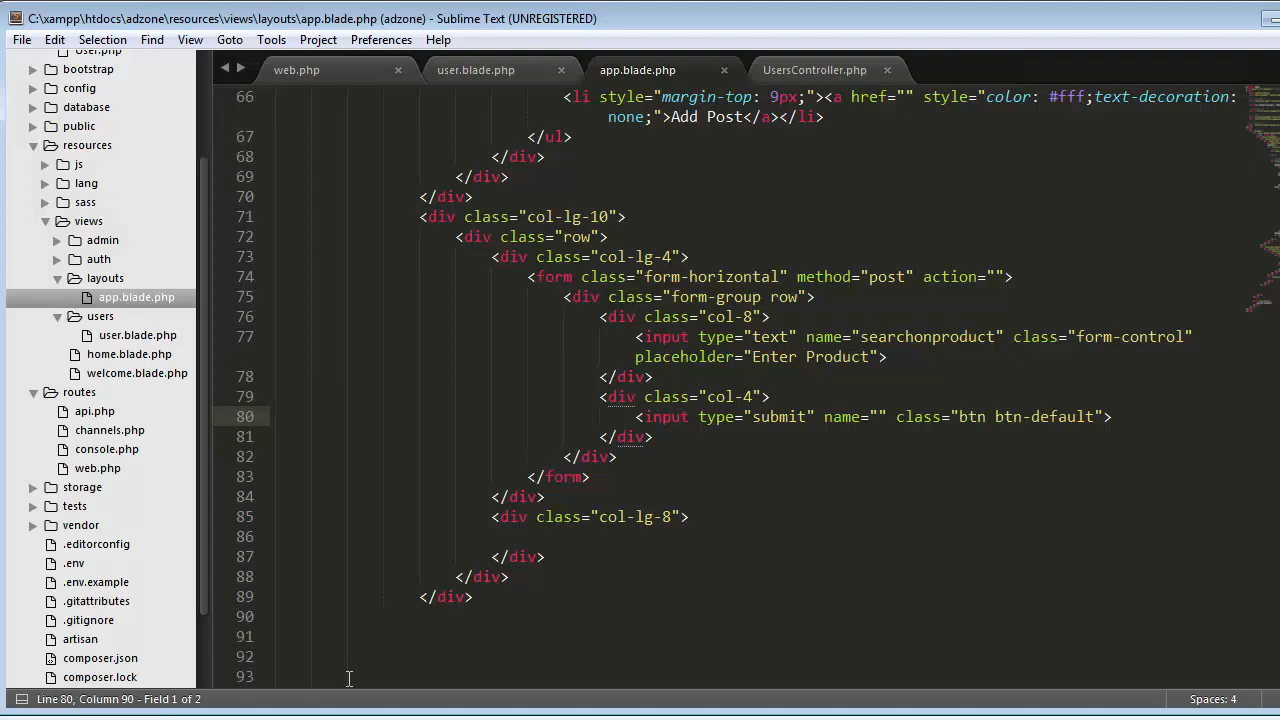 C:\xampp\htdocs\adzone\resources\views\layouts\app.blade.php (adzone) - Sublime Text (UNREGISTERED)
File Edit Selection Find View Goto Tools Project Preferences Help
User.php
bootstrap
config
database
public
resources
js
lang
sass
views
admin
auth
layouts
app.blade.php
users
user.blade.php
home.blade.php
welcome.blade.php
routes
api.php
channels.php
console.php
web.php
storage
tests
vendor
.editorconfig
.env
.env.example
.gitattributes
.gitignore
artisan
composer.json
composer.lock
web.php user.blade.php app.blade.php UsersController.php
66 <li style="margin-top: 9px;"><a href="" style="color: #fff;text-decoration:
none;">Add Post</a></li>
67 </ul>
68 </div>
69 </div>
70 </div>
71 <div class="col-lg-10">
72 <div class="row">
73 <div class="col-lg-4">
74 <form class="form-horizontal" method="post" action="">
75 <div class="form-group row">
76 <div class="col-8">
77 <input type="text" name="searchonproduct" class="form-control"
placeholder="Enter Product">
78 </div>
79 <div class="col-4">
80 <input type="submit" name="" class="btn btn-default">
81 </div>
82 </div>
83 </form>
84 </div>
85 <div class="col-lg-8">
86
87 </div>
88 </div>
89 </div>
90
91
92
93
Line 80, Column 90 - Field 1 of 2 Spaces: 4